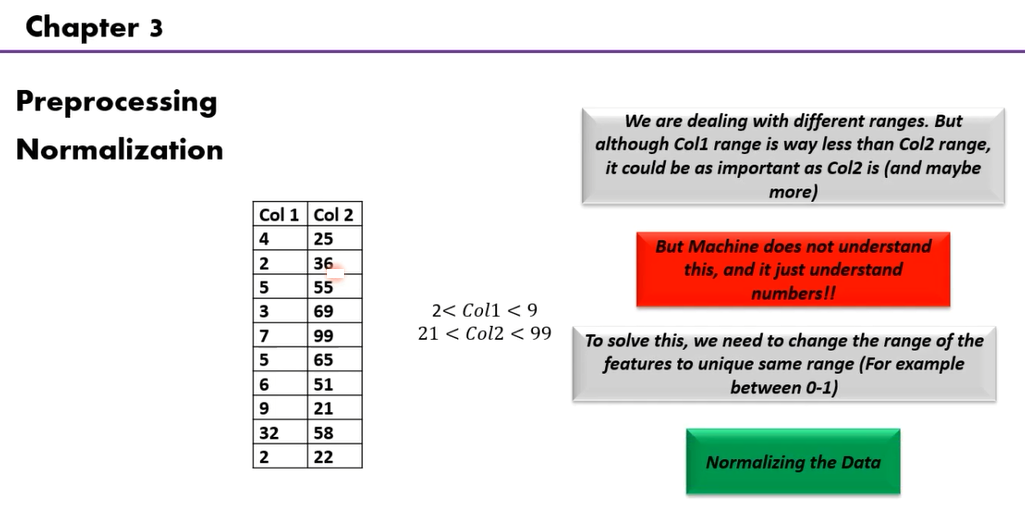 Chapter 3
Preprocessing
Normalization
Col 1 Col 2
4 25
2 36
5 55
3 69
7 99
5 65
6 51
9 21
32 58
2 22
2< Col1 < 9
21 < Col2 < 99
We are dealing with different ranges. But
although Col1 range is way less than Col2 range,
it could be as important as Col2 is (and maybe
more)
But Machine does not understand
this, and it just understand
numbers!!
To solve this, we need to change the range of the
features to unique same range (For example
between 0-1)
Normalizing the Data